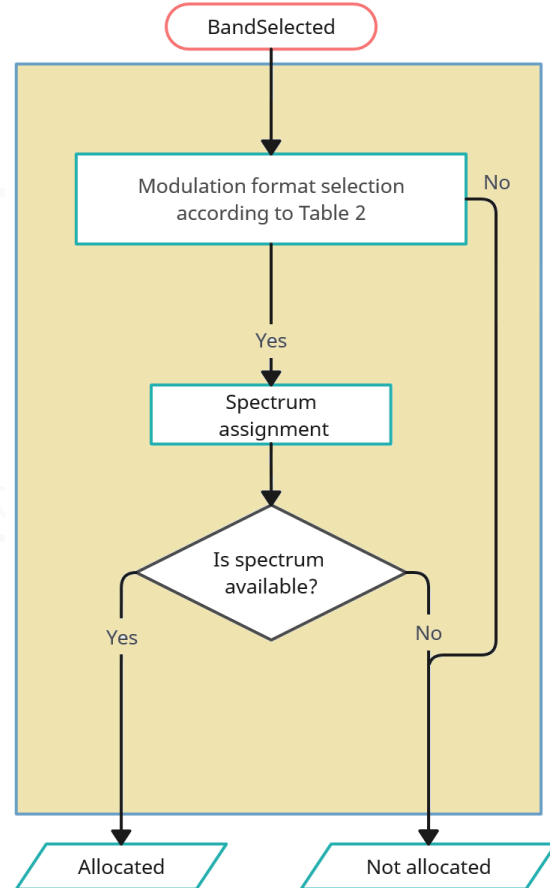 BandSelected
Modulation format selection
according to Table 2
No
Yes
Spectrum
assignment
Is spectrum
available?
Yes
No
Allocated
Not allocated